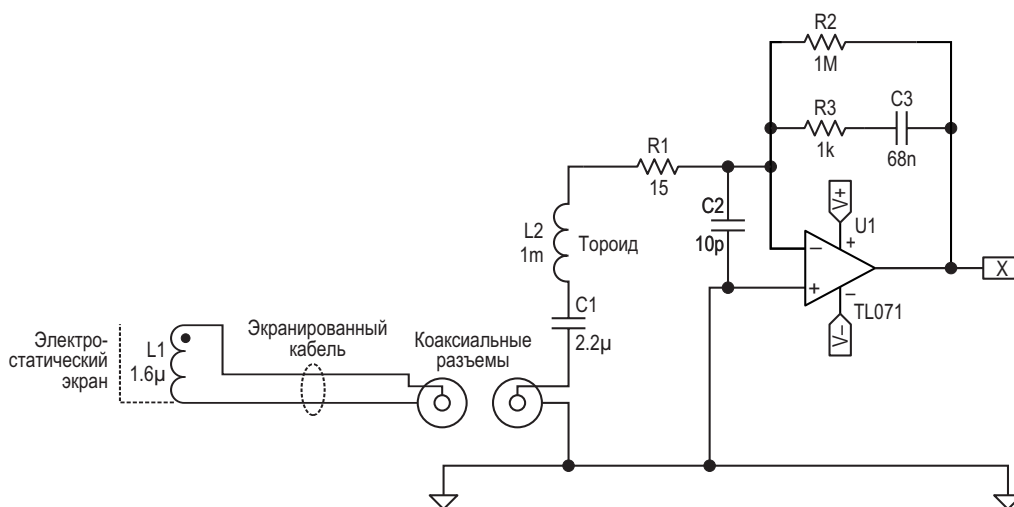 R2
1M
R3
C3
1k
68n
R1
15
C2
10p
V+
U1
L2
1m
Тороид
−
+
+
−
X
TL071
V−
C1
2.2µ
Электро-
статический
экран
L1
1.6µ
Экранированный
кабель
Коаксиальные
разъемы